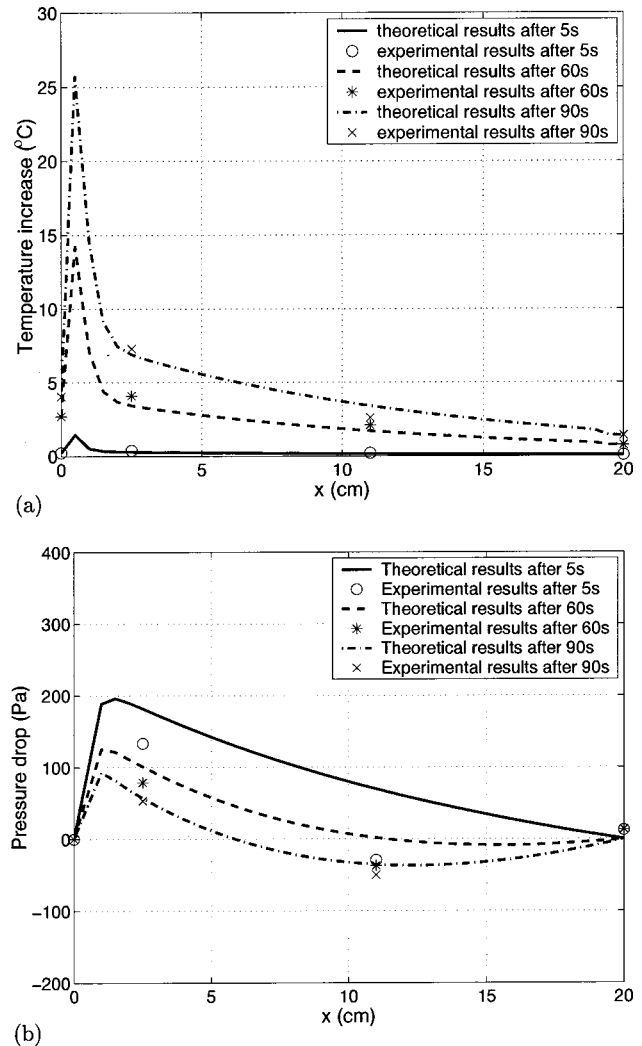 theoretical results after 5s
experimental results after 5s
theoretical results after 60s
experimental results after 60s
theoretical results after 90s
experimental results after 90s
30
25
20
15
10
5
0
Temperature increase (°C)
0 5 10 15 20
x (cm)
(a)
Theoretical results after 5s
Experimental results after 5s
Theoretical results after 60s
Experimental results after 60s
Theoretical results after 90s
Experimental results after 90s
400
300
200
100
0
-100
-200
Pressure drop (Pa)
0 5 10 15 20
x (cm)
(b)